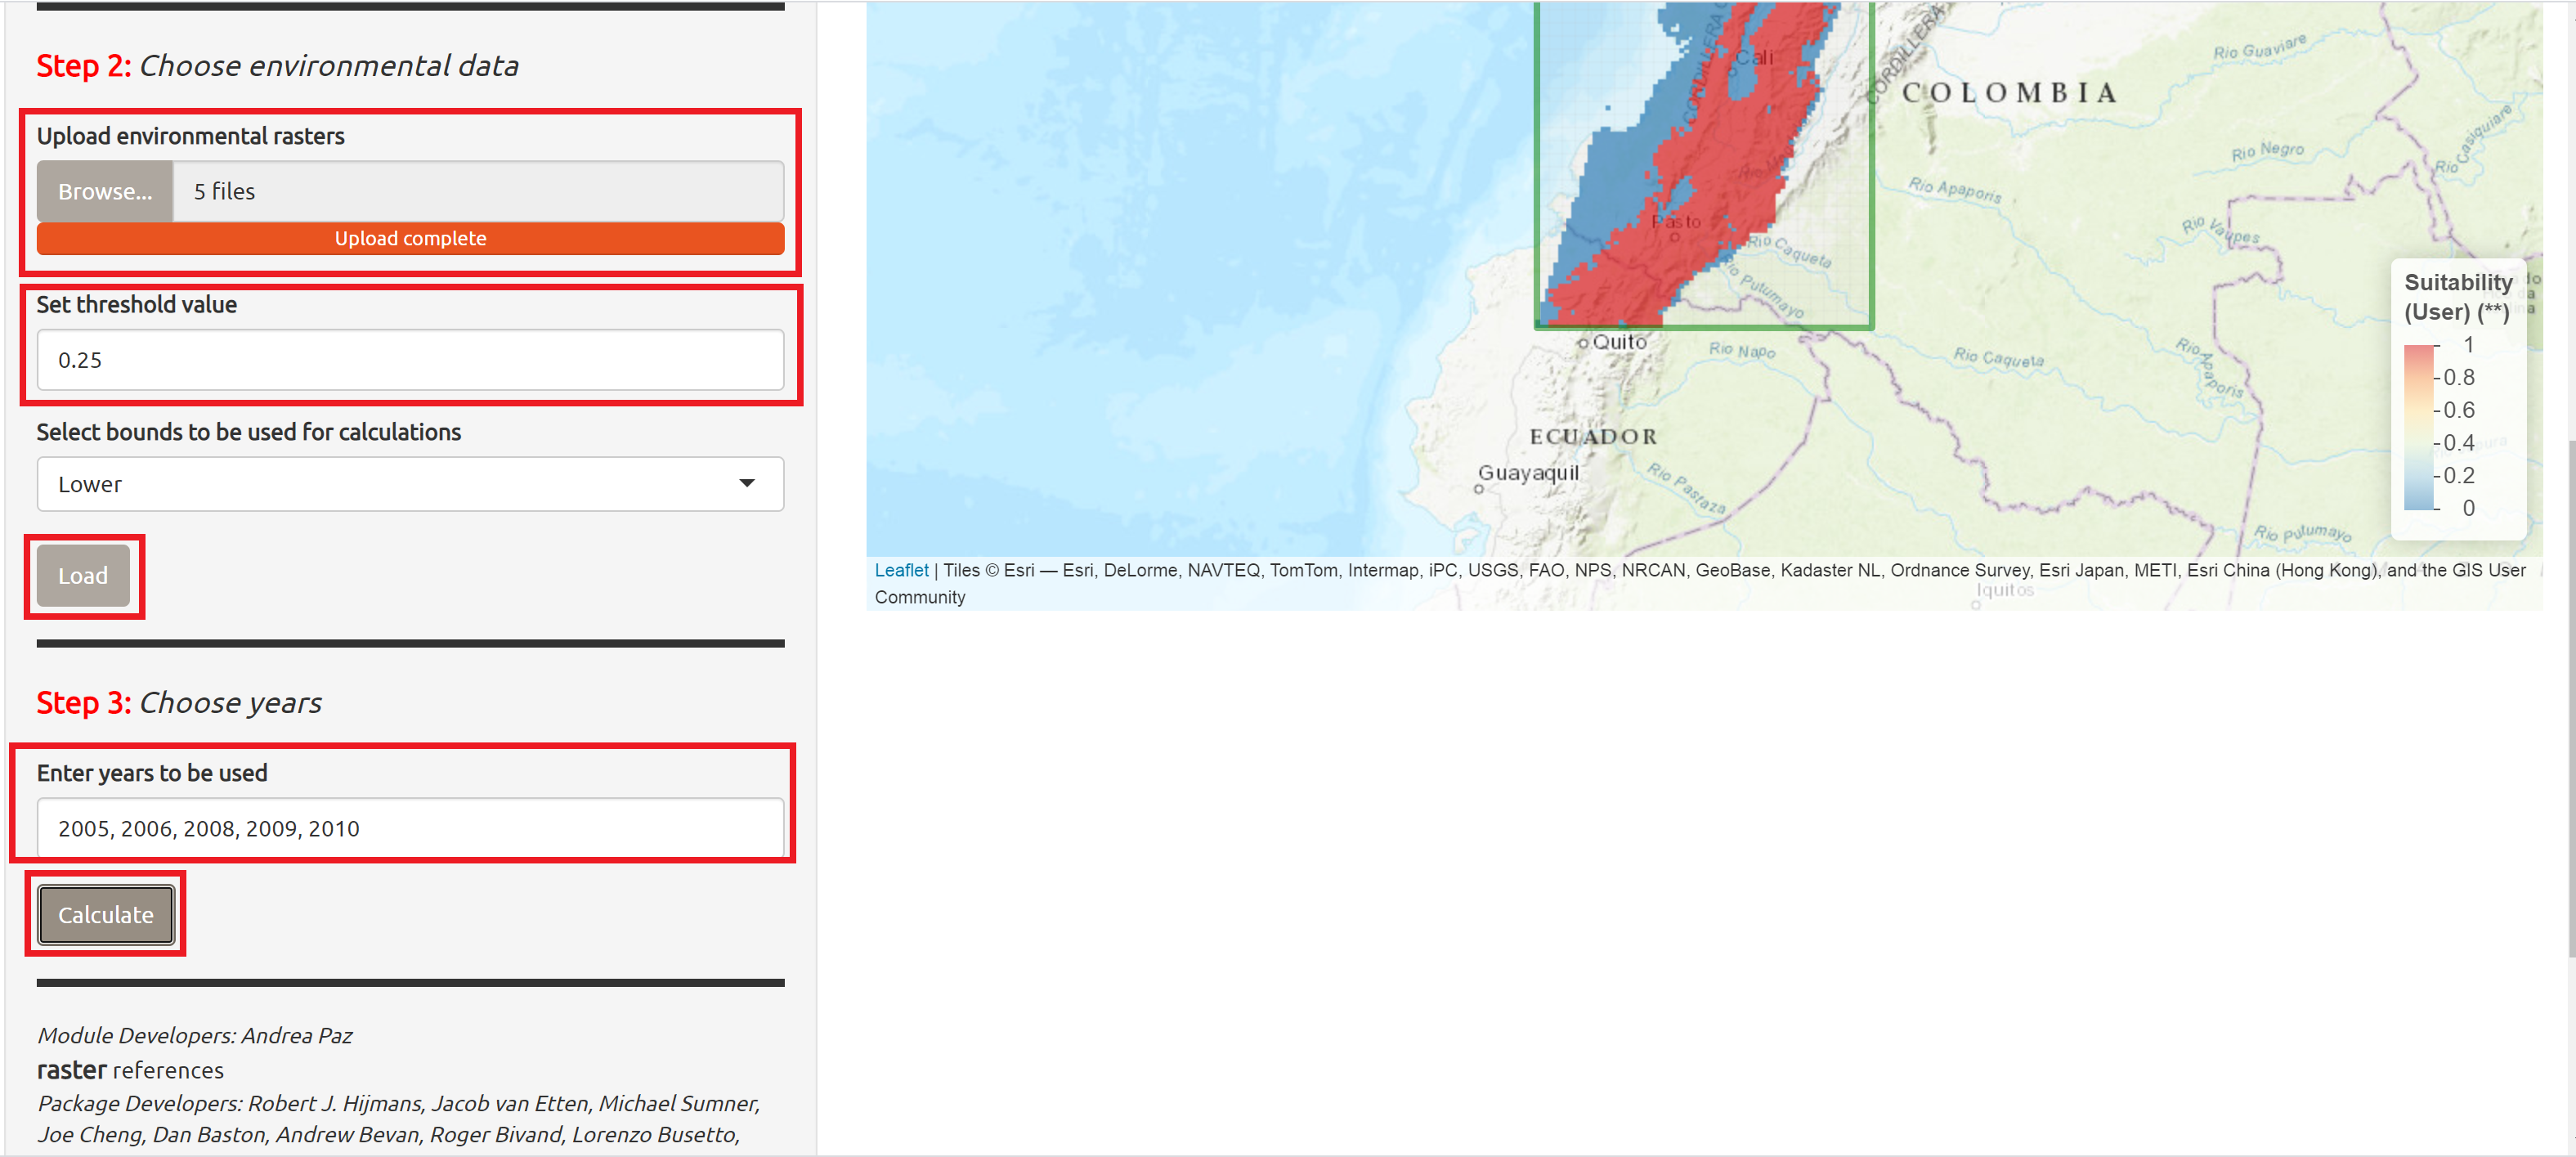 Step 2: Choose environmental data
Upload environmental rasters
Browse... 5 files
Upload complete
Set threshold value
0.25
Select bounds to be used for calculations
Lower
Load
Step 3: Choose years
Enter years to be used
2005, 2006, 2008, 2009, 2010
Calculate
Module Developers: Andrea Paz
raster references
Package Developers: Robert J. Hijmans, Jacob van Etten, Michael Sumner,
Joe Cheng, Dan Baston, Andrew Bevan, Roger Bivand, Lorenzo Busetto,
CORDILLERA
CORDILLERA
Cali
COLOMBIA
Rio Guaviare
Rio Negro
Rio Casiquiare
Rio Apaporis
Rio Vaupes
Pasto
Rio Caqueta
Rio Putumayo
Quito
Rio Napo
Rio Caqueta
Rio Apaporis
ECUADOR
Guayaquil
Rio Pastaza
Rio Putumayo
Iquitos
Suitability
(User) (**)
1
0.8
0.6
0.4
0.2
0
Leaflet | Tiles © Esri — Esri, DeLorme, NAVTEQ, TomTom, Intermap, iPC, USGS, FAO, NPS, NRCAN, GeoBase, Kadaster NL, Ordnance Survey, Esri Japan, METI, Esri China (Hong Kong), and the GIS User
Community